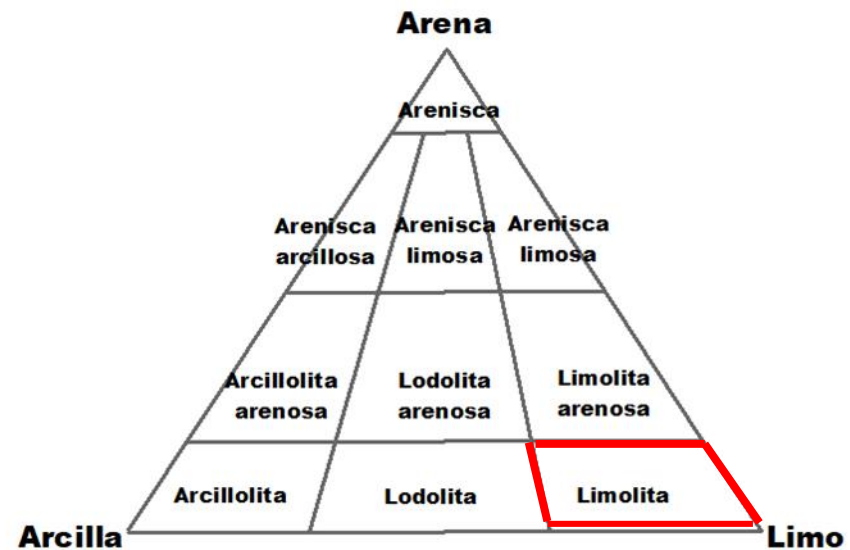 Arena
Arenisca
Arenisca
arcillosa
Arenisca
limosa
Arenisca
limosa
Arcillolita
arenosa
Lodolita
arenosa
Limolita
arenosa
Arcillolita
Lodolita
Limolita
Arcilla
Limo